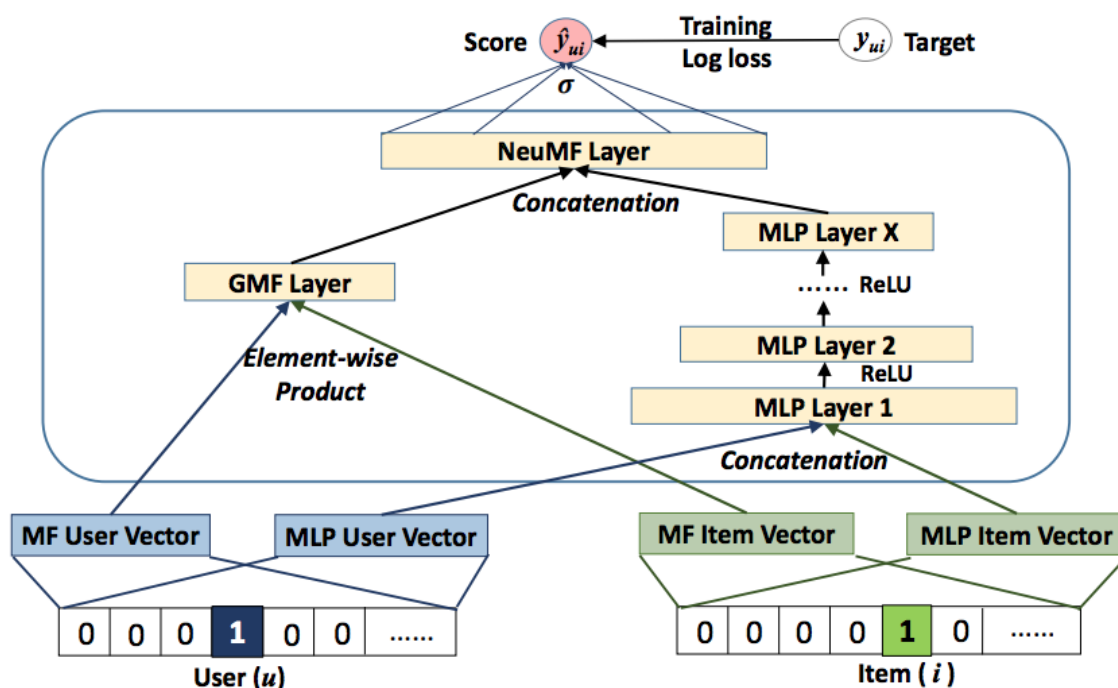 Score ŷui Training yui Target
Log loss
σ
NeuMF Layer
Concatenation
MLP Layer X
GMF Layer
...... ReLU
Element-wise
Product
MLP Layer 2
ReLU
MLP Layer 1
Concatenation
MF User Vector MLP User Vector MF Item Vector MLP Item Vector
0 0 0 1 0 0 ...... 0 0 0 0 1 0 ......
User (u) Item ( i )